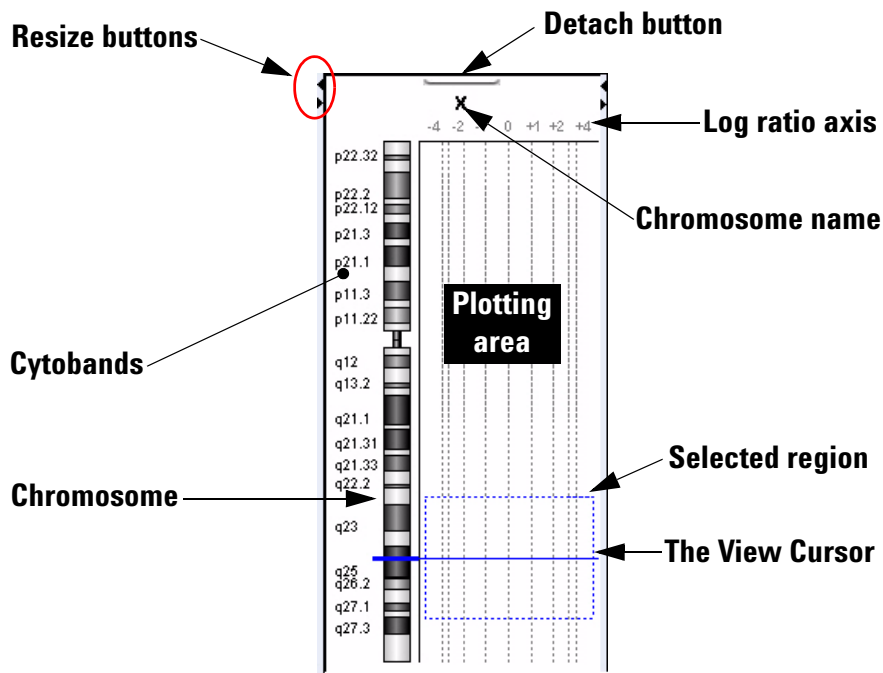 Detach button
Resize buttons
X
-4 -2 0 +1 +2 +4
Log ratio axis
p22.32
p22.2
p22.12
Chromosome name
p21.3
p21.1
p11.3
Plotting
area
p11.22
Cytobands
q12
q13.2
q21.1
q21.31
Selected region
q21.33
q22.2
Chromosome
q23
The View Cursor
q25
q26.2
q27.1
q27.3